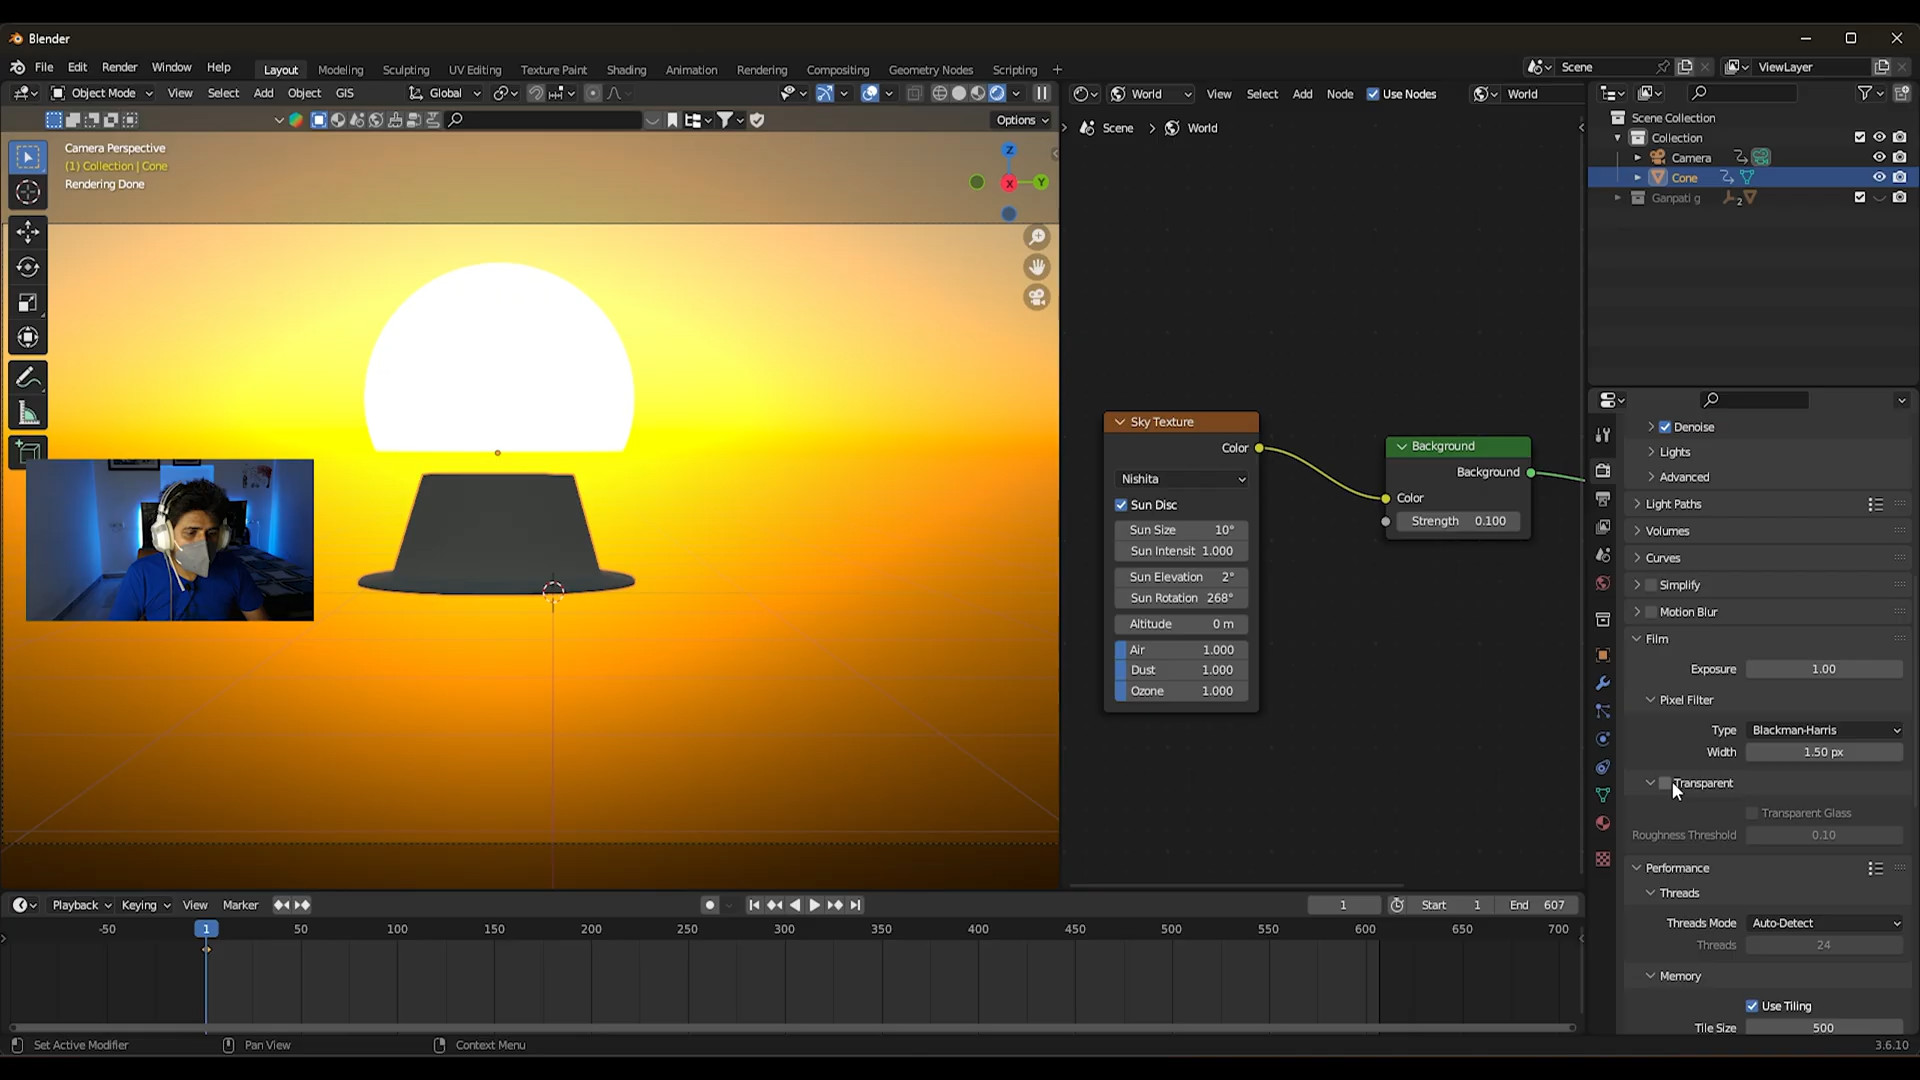 Blender
File Edit Render Window Help
Layout Modeling Sculpting UV Editing Texture Paint Shading Animation Rendering Compositing Geometry Nodes Scripting +
Scene
ViewLayer
Object Mode View Select Add Object GIS
Global
World View Select Add Node Use Nodes
World
Options
Camera Perspective
(1) Collection | Cone
Rendering Done
Z
X
Y
Scene > World
Scene Collection
Collection
Camera
Cone
Ganpati g
2
Sky Texture
Color
Nishita
Sun Disc
Sun Size 10°
Sun Intensit 1.000
Sun Elevation 2°
Sun Rotation 268°
Altitude 0 m
Air 1.000
Dust 1.000
Ozone 1.000
Background
Background
Color
Strength 0.100
Denoise
Lights
Advanced
Light Paths
Volumes
Curves
Simplify
Motion Blur
Film
Exposure 1.00
Pixel Filter
Type Blackman-Harris
Width 1.50 px
Transparent
Transparent Glass
Roughness Threshold 0.10
Performance
Threads
Threads Mode Auto-Detect
Threads 24
Memory
Use Tiling
Tile Size 500
Playback Keying View Marker
1
Start 1
End 607
-50 1 50 100 150 200 250 300 350 400 450 500 550 600 650 700
Set Active Modifier
Pan View
Context Menu
3.6.10